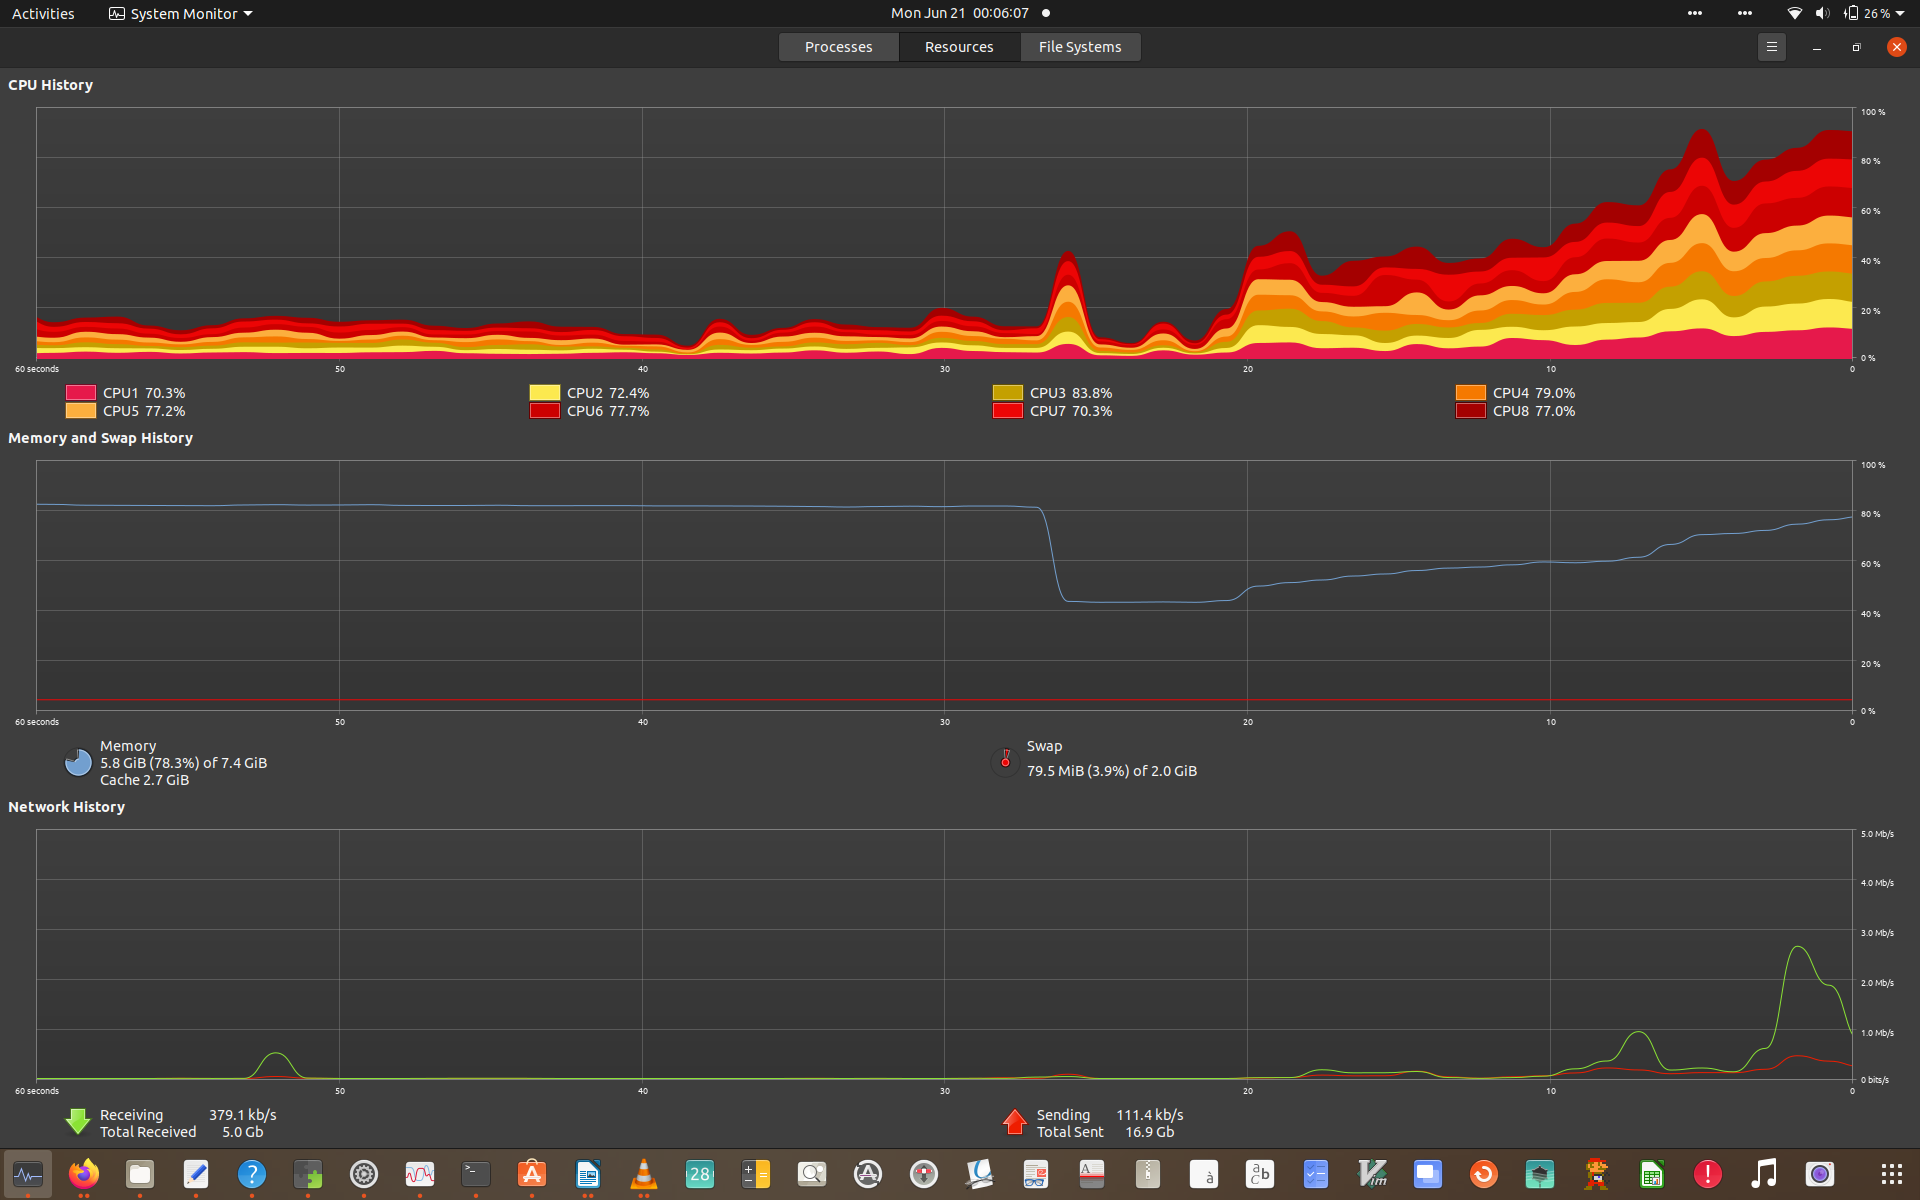 Activities System Monitor Mon Jun 21 00:06:07 26 %
Processes Resources File Systems
CPU History
100 %
80 %
60 %
40 %
20 %
0 %
60 seconds 50 40 30 20 10 0
CPU1 70.3% CPU2 72.4% CPU3 83.8% CPU4 79.0%
CPU5 77.2% CPU6 77.7% CPU7 70.3% CPU8 77.0%
Memory and Swap History
100 %
80 %
60 %
40 %
20 %
0 %
60 seconds 50 40 30 20 10 0
Memory
5.8 GiB (78.3%) of 7.4 GiB
Cache 2.7 GiB
Swap
79.5 MiB (3.9%) of 2.0 GiB
Network History
5.0 Mb/s
4.0 Mb/s
3.0 Mb/s
2.0 Mb/s
1.0 Mb/s
0 bits/s
60 seconds 50 40 30 20 10 0
Receiving 379.1 kb/s
Total Received 5.0 Gb
Sending 111.4 kb/s
Total Sent 16.9 Gb
28